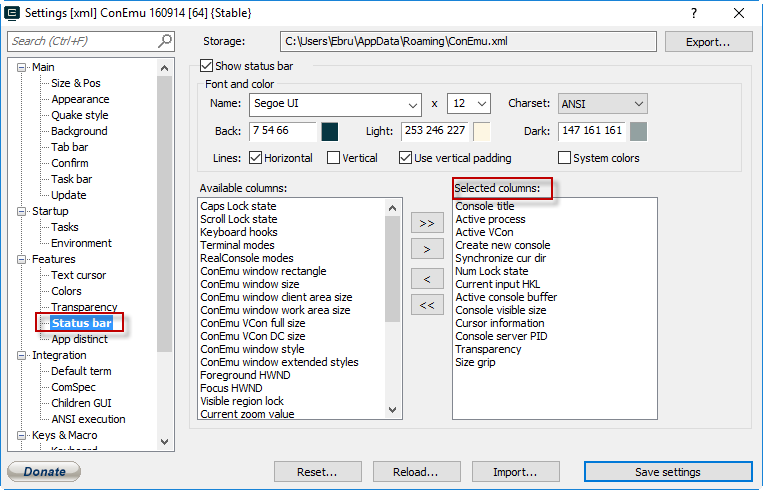 Settings [xml] ConEmu 160914 [64] {Stable}
Search (Ctrl+F)
Storage: C:\Users\Ebru\AppData\Roaming\ConEmu.xml Export...
Main
Size & Pos
Appearance
Quake style
Background
Tab bar
Confirm
Task bar
Update
Startup
Tasks
Environment
Features
Text cursor
Colors
Transparency
Status bar
App distinct
Integration
Default term
ComSpec
Children GUI
ANSI execution
Keys & Macro
Show status bar
Font and color
Name: Segoe UI x 12 Charset: ANSI
Back: 7 54 66 Light: 253 246 227 Dark: 147 161 161
Lines: Horizontal Vertical Use vertical padding System colors
Available columns:
Caps Lock state
Scroll Lock state
Keyboard hooks
Terminal modes
RealConsole modes
ConEmu window rectangle
ConEmu window size
ConEmu window client area size
ConEmu window work area size
ConEmu VCon full size
ConEmu VCon DC size
ConEmu window style
ConEmu window extended styles
Foreground HWND
Focus HWND
Visible region lock
Current zoom value
>>
>
<
<<
Selected columns:
Console title
Active process
Active VCon
Create new console
Synchronize cur dir
Num Lock state
Current input HKL
Active console buffer
Console visible size
Cursor information
Console server PID
Transparency
Size grip
Donate Reset... Reload... Import... Save settings